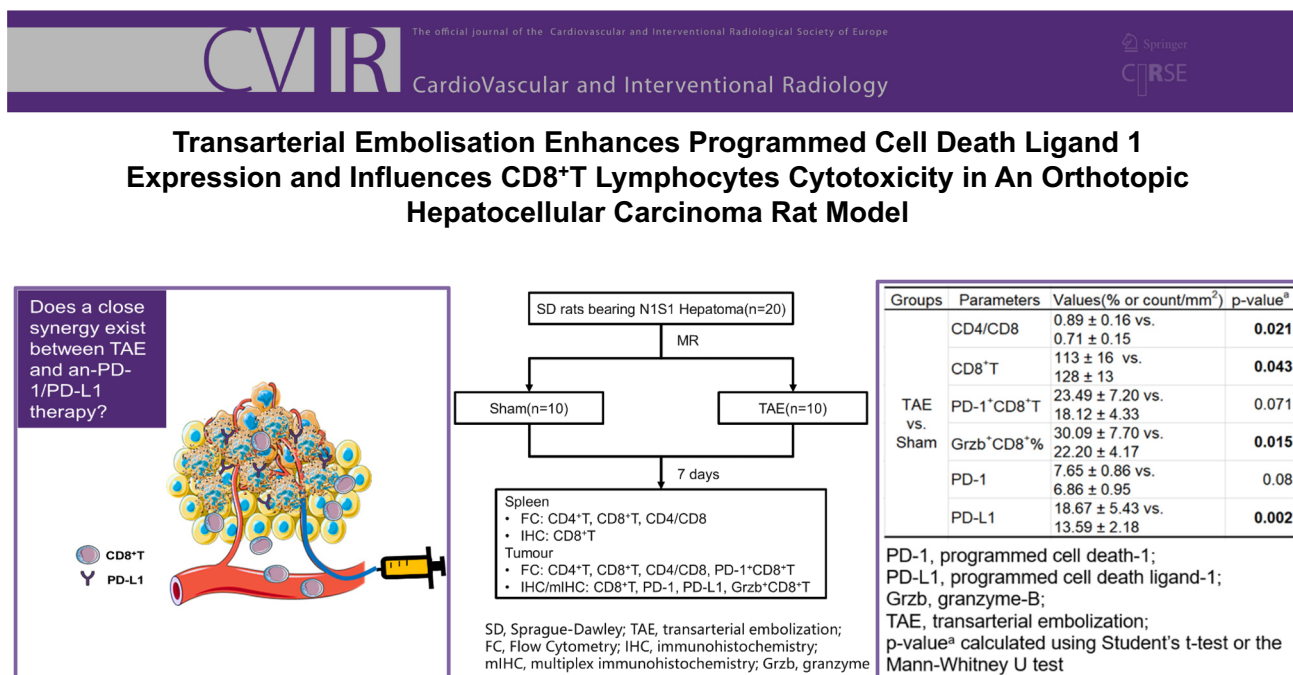 CVIR
The official journal of the Cardiovascular and Interventional Radiological Society of Europe
CardioVascular and Interventional Radiology
Springer
CIRSE
Transarterial Embolisation Enhances Programmed Cell Death Ligand 1
Expression and Influences CD8⁺T Lymphocytes Cytotoxicity in An Orthotopic
Hepatocellular Carcinoma Rat Model
Does a close
synergy exist
between TAE
and an-PD-
1/PD-L1
therapy?
CD8⁺T
PD-L1
SD rats bearing N1S1 Hepatoma(n=20)
MR
Sham(n=10)
TAE(n=10)
7 days
Spleen
• FC: CD4⁺T, CD8⁺T, CD4/CD8
• IHC: CD8⁺T
Tumour
• FC: CD4⁺T, CD8⁺T, CD4/CD8, PD-1⁺CD8⁺T
• IHC/mIHC: CD8⁺T, PD-1, PD-L1, Grzb⁺CD8⁺T
SD, Sprague-Dawley; TAE, transarterial embolization;
FC, Flow Cytometry; IHC, immunohistochemistry;
mIHC, multiplex immunohistochemistry; Grzb, granzyme
Groups Parameters Values(% or count/mm²) p-valueᵃ
TAE
vs.
Sham
CD4/CD8 0.89 ± 0.16 vs.
0.71 ± 0.15 0.021
CD8⁺T 113 ± 16 vs.
128 ± 13 0.043
PD-1⁺CD8⁺T 23.49 ± 7.20 vs.
18.12 ± 4.33 0.071
Grzb⁺CD8⁺% 30.09 ± 7.70 vs.
22.20 ± 4.17 0.015
PD-1 7.65 ± 0.86 vs.
6.86 ± 0.95 0.08
PD-L1 18.67 ± 5.43 vs.
13.59 ± 2.18 0.002
PD-1, programmed cell death-1;
PD-L1, programmed cell death ligand-1;
Grzb, granzyme-B;
TAE, transarterial embolization;
p-valueᵃ calculated using Student's t-test or the
Mann-Whitney U test